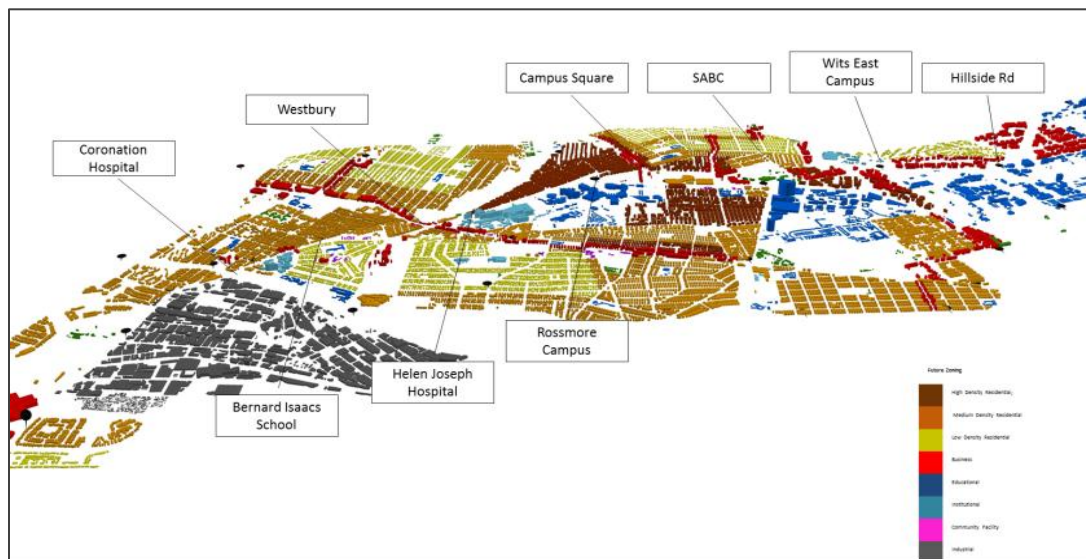 Campus Square
SABC
Wits East
Campus
Hillside Rd
Westbury
Coronation
Hospital
Rossmore
Campus
Helen Joseph
Hospital
Bernard Isaacs
School
Future Zoning
High Density Residential,
Medium Density Residential
Low Density Residential
Business
Educational
Institutional
Community Facility
Industrial